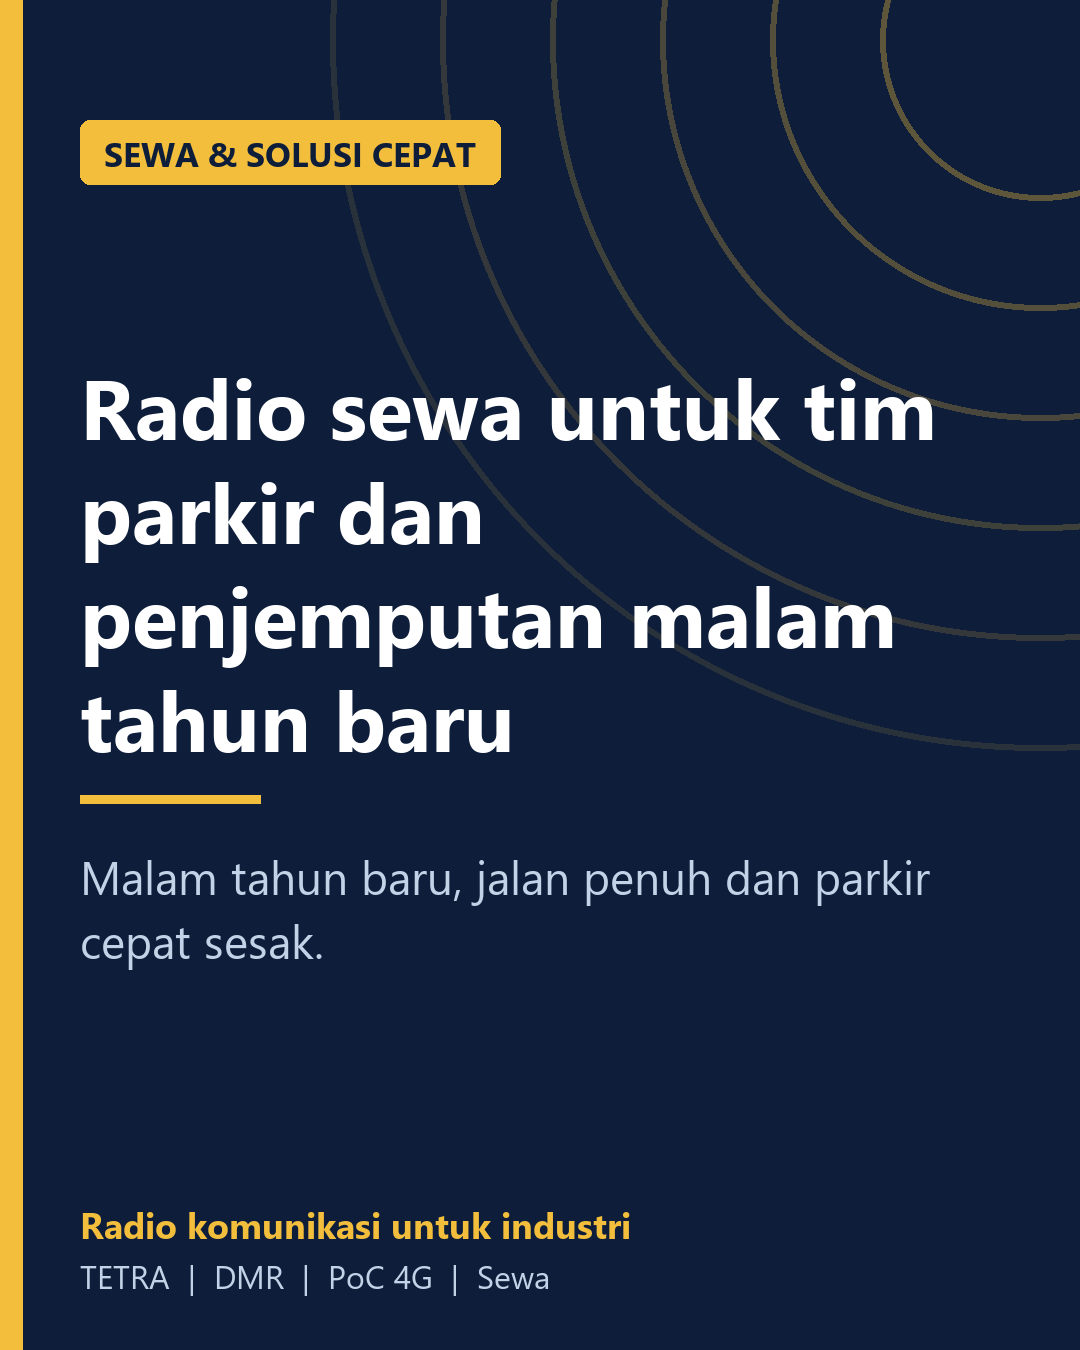 SEWA & SOLUSI CEPAT
Radio sewa untuk tim
parkir dan
penjemputan malam
tahun baru
Malam tahun baru, jalan penuh dan parkir
cepat sesak.
Radio komunikasi untuk industri
TETRA | DMR | PoC 4G | Sewa